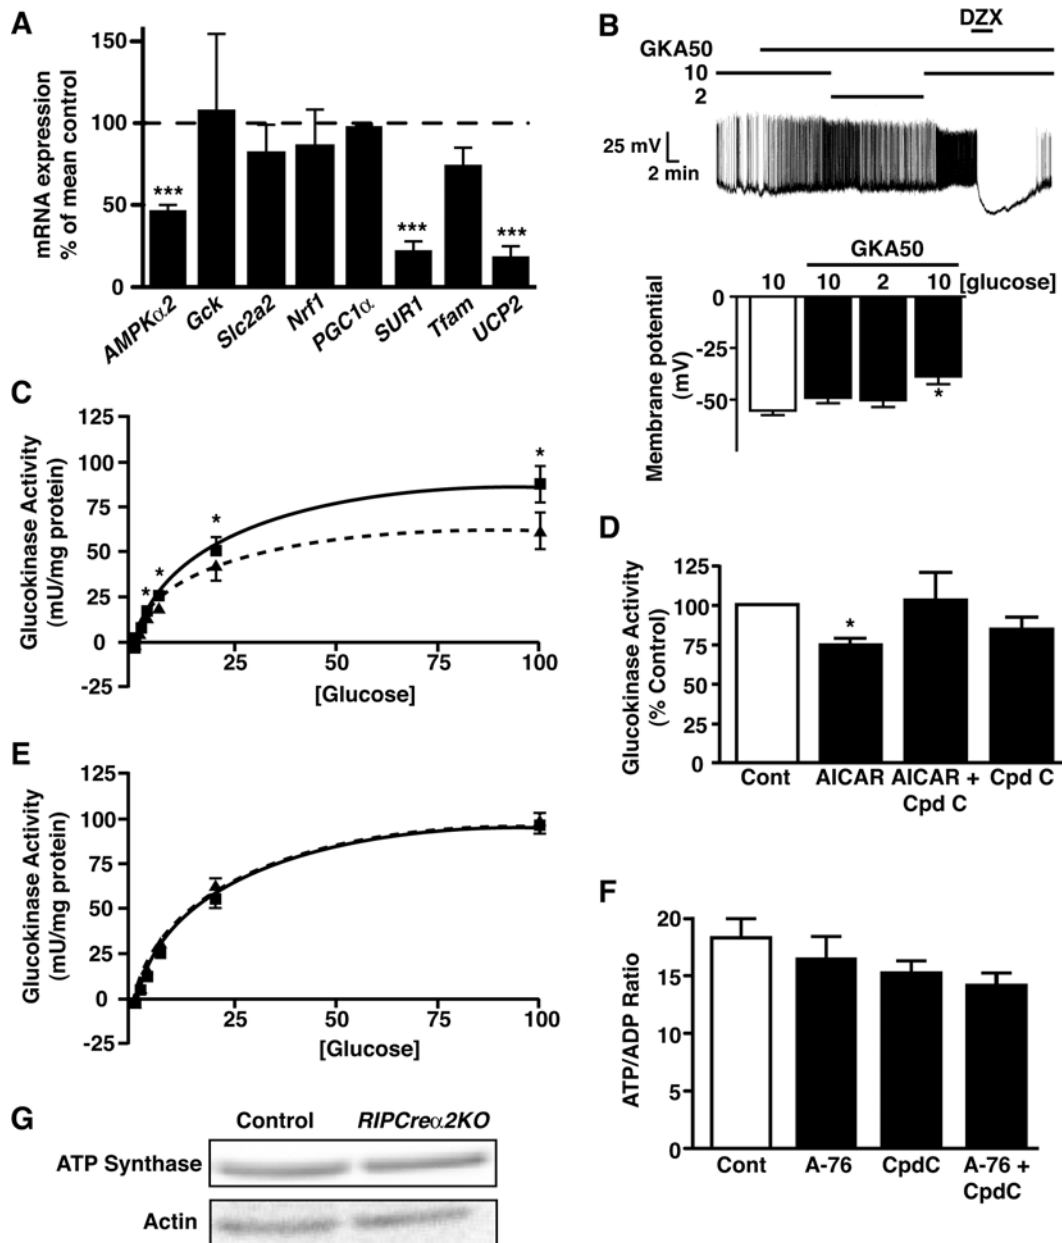 A
mRNA expression
% of mean control
150
100
50
0
***
***
***
AMPKα2
Gck
Slc2a2
Nrf1
PGC1α
SUR1
Tfam
UCP2
B
DZX
GKA50
10
2
25 mV
2 min
GKA50
10 10 2 10 [glucose]
Membrane potential
(mV)
0
-25
-50
*
C
Glucokinase Activity
(mU/mg protein)
125
100
75
50
25
0
-25
* * * *
25 50 75 100
[Glucose]
D
Glucokinase Activity
(% Control)
125
100
75
50
25
0
*
Cont AICAR AICAR + Cpd C
Cpd C
E
Glucokinase Activity
(mU/mg protein)
125
100
75
50
25
0
-25
25 50 75 100
[Glucose]
F
ATP/ADP Ratio
20
15
10
5
0
Cont A-76 CpdC A-76 +
CpdC
G
Control RIPCreα2KO
ATP Synthase
Actin